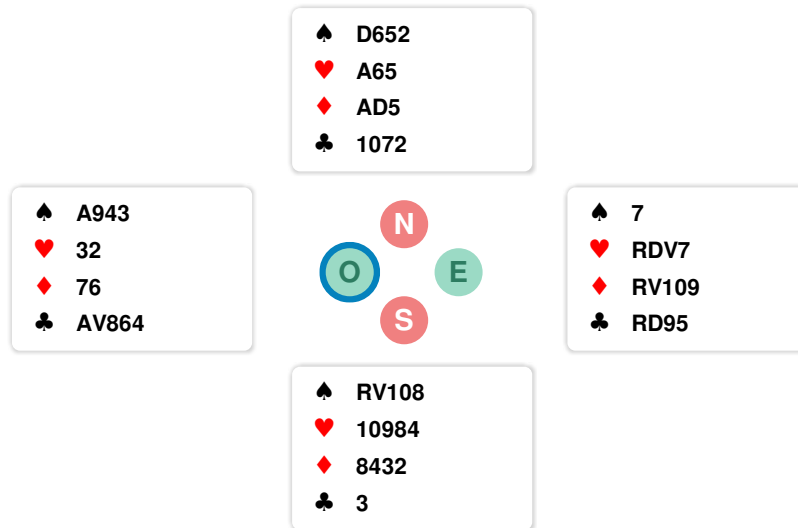 ♠ D652
♥ A65
♦ AD5
♣ 1072
♠ A943
♥ 32
♦ 76
♣ AV864
N
O E
S
♠ 7
♥ RDV7
♦ RV109
♣ RD95
♠ RV108
♥ 10984
♦ 8432
♣ 3